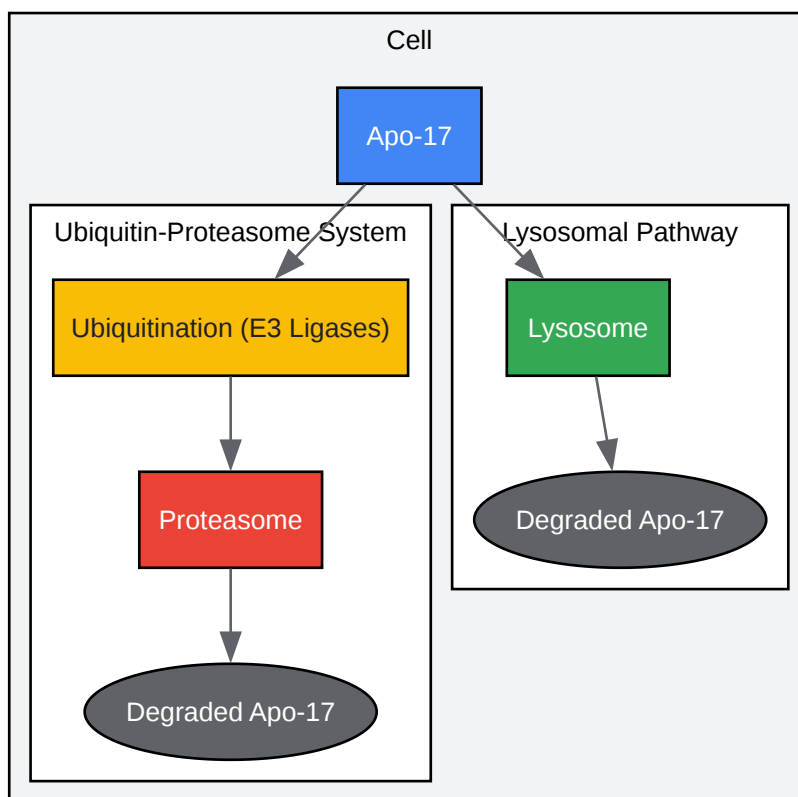 Cell
Apo-17
Ubiquitin-Proteasome System
Lysosomal Pathway
Ubiquitination (E3 Ligases)
Lysosome
Proteasome
Degraded Apo-17
Degraded Apo-17